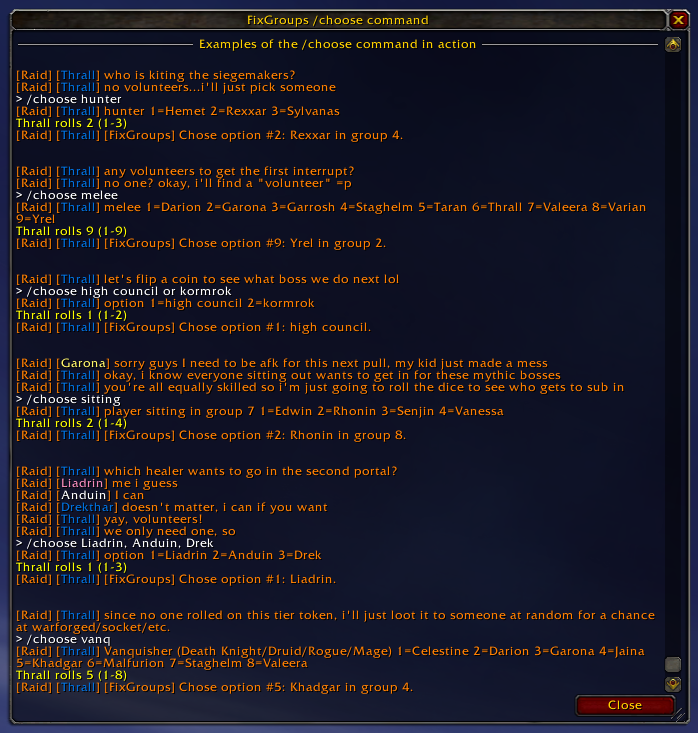 FixGroups /choose command
Examples of the /choose command in action
[Raid] [Thrall] who is kiting the siegemakers?
[Raid] [Thrall] no volunteers...i'll just pick someone
> /choose hunter
[Raid] [Thrall] hunter 1=Hemet 2=Rexxar 3=Sylvanas
Thrall rolls 2 (1-3)
[Raid] [Thrall] [FixGroups] Chose option #2: Rexxar in group 4.
[Raid] [Thrall] any volunteers to get the first interrupt?
[Raid] [Thrall] no one? okay, i'll find a "volunteer" =p
> /choose melee
[Raid] [Thrall] melee 1=Darion 2=Garona 3=Garrosh 4=Staghelm 5=Taran 6=Thrall 7=Valeera 8=Varian
9=Yrel
Thrall rolls 9 (1-9)
[Raid] [Thrall] [FixGroups] Chose option #9: Yrel in group 2.
[Raid] [Thrall] let's flip a coin to see what boss we do next lol
> /choose high council or kormrok
[Raid] [Thrall] option 1=high council 2=kormrok
Thrall rolls 1 (1-2)
[Raid] [Thrall] [FixGroups] Chose option #1: high council.
[Raid] [Garona] sorry guys I need to be afk for this next pull, my kid just made a mess
[Raid] [Thrall] okay, i know everyone sitting out wants to get in for these mythic bosses
[Raid] [Thrall] you're all equally skilled so i'm just going to roll the dice to see who gets to sub in
> /choose sitting
[Raid] [Thrall] player sitting in group 7 1=Edwin 2=Rhonin 3=Senjin 4=Vanessa
Thrall rolls 2 (1-4)
[Raid] [Thrall] [FixGroups] Chose option #2: Rhonin in group 8.
[Raid] [Thrall] which healer wants to go in the second portal?
[Raid] [Liadrin] me i guess
[Raid] [Anduin] I can
[Raid] [Drekthar] doesn't matter, i can if you want
[Raid] [Thrall] yay, volunteers!
[Raid] [Thrall] we only need one, so
> /choose Liadrin, Anduin, Drek
[Raid] [Thrall] option 1=Liadrin 2=Anduin 3=Drek
Thrall rolls 1 (1-3)
[Raid] [Thrall] [FixGroups] Chose option #1: Liadrin.
[Raid] [Thrall] since no one rolled on this tier token, i'll just loot it to someone at random for a chance
at warforged/socket/etc.
> /choose vanq
[Raid] [Thrall] Vanquisher (Death Knight/Druid/Rogue/Mage) 1=Celestine 2=Darion 3=Garona 4=Jaina
5=Khadgar 6=Malfurion 7=Staghelm 8=Valeera
Thrall rolls 5 (1-8)
[Raid] [Thrall] [FixGroups] Chose option #5: Khadgar in group 4.
Close